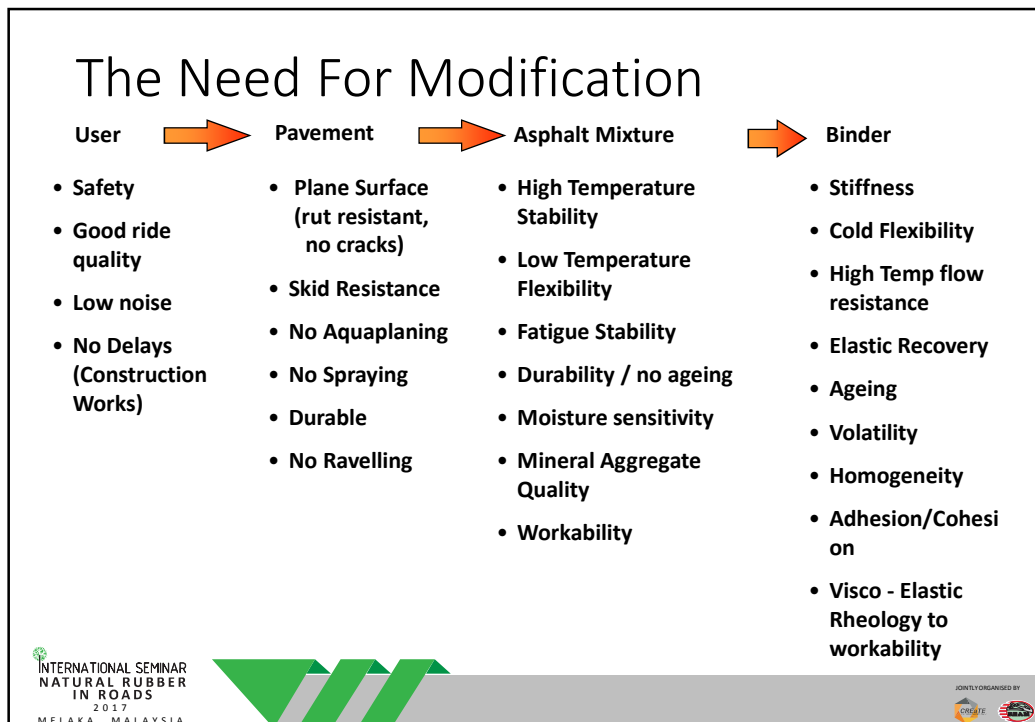 The Need For Modification
User
Pavement
Asphalt Mixture
Binder
• Safety
• Good ride
quality
• Low noise
• No Delays
(Construction
Works)
• Plane Surface
(rut resistant,
no cracks)
• Skid Resistance
• No Aquaplaning
• No Spraying
• Durable
• No Ravelling
• High Temperature
Stability
• Low Temperature
Flexibility
• Fatigue Stability
• Durability / no ageing
• Moisture sensitivity
• Mineral Aggregate
Quality
• Workability
• Stiffness
• Cold Flexibility
• High Temp flow
resistance
• Elastic Recovery
• Ageing
• Volatility
• Homogeneity
• Adhesion/Cohesi
on
• Visco - Elastic
Rheology to
workability
INTERNATIONAL SEMINAR
NATURAL RUBBER
IN ROADS
2017
MELAKA, MALAYSIA
JOINTLY ORGANISED BY
CREATE